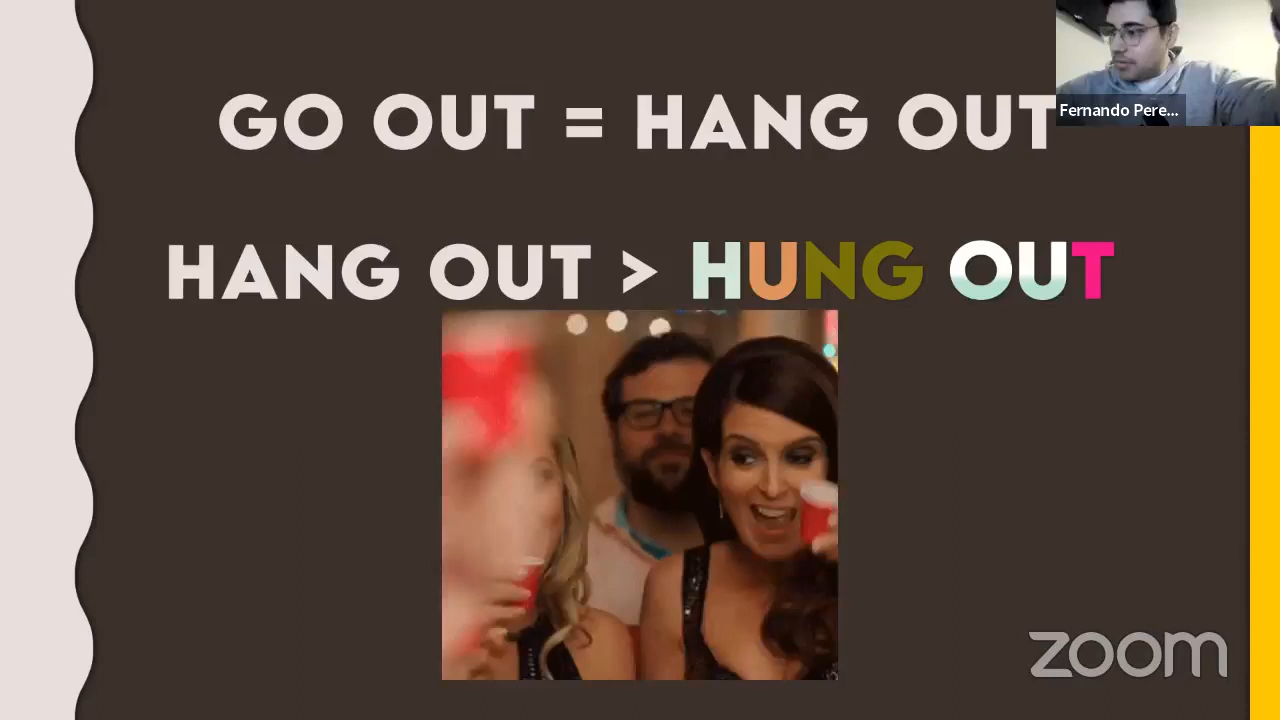 GO OUT = HANG OUT
Fernando Pere...
HANG OUT > HUNG OUT
zoom